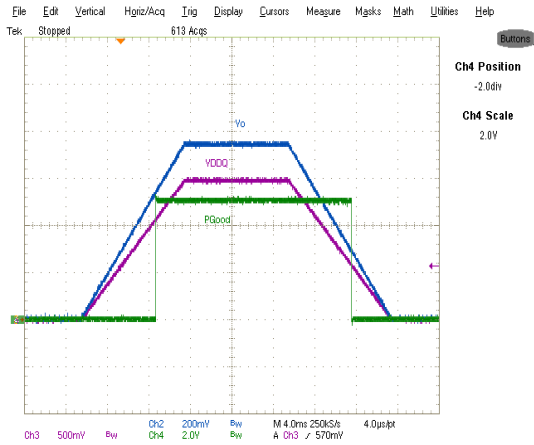 File Edit Vertical Horiz/Acq Trig Display Cursors Measure Masks Math Utilities Help
Tek Stopped 613 Acqs
Buttons
Ch4 Position
-2.0div
Ch4 Scale
2.0V
Vo
VDDQ
PGood
Ch2 200mV Bw M 4.0ms 250kS/s 4.0µs/pt
Ch3 500mV Bw Ch4 2.0V Bw A Ch3 / 570mV